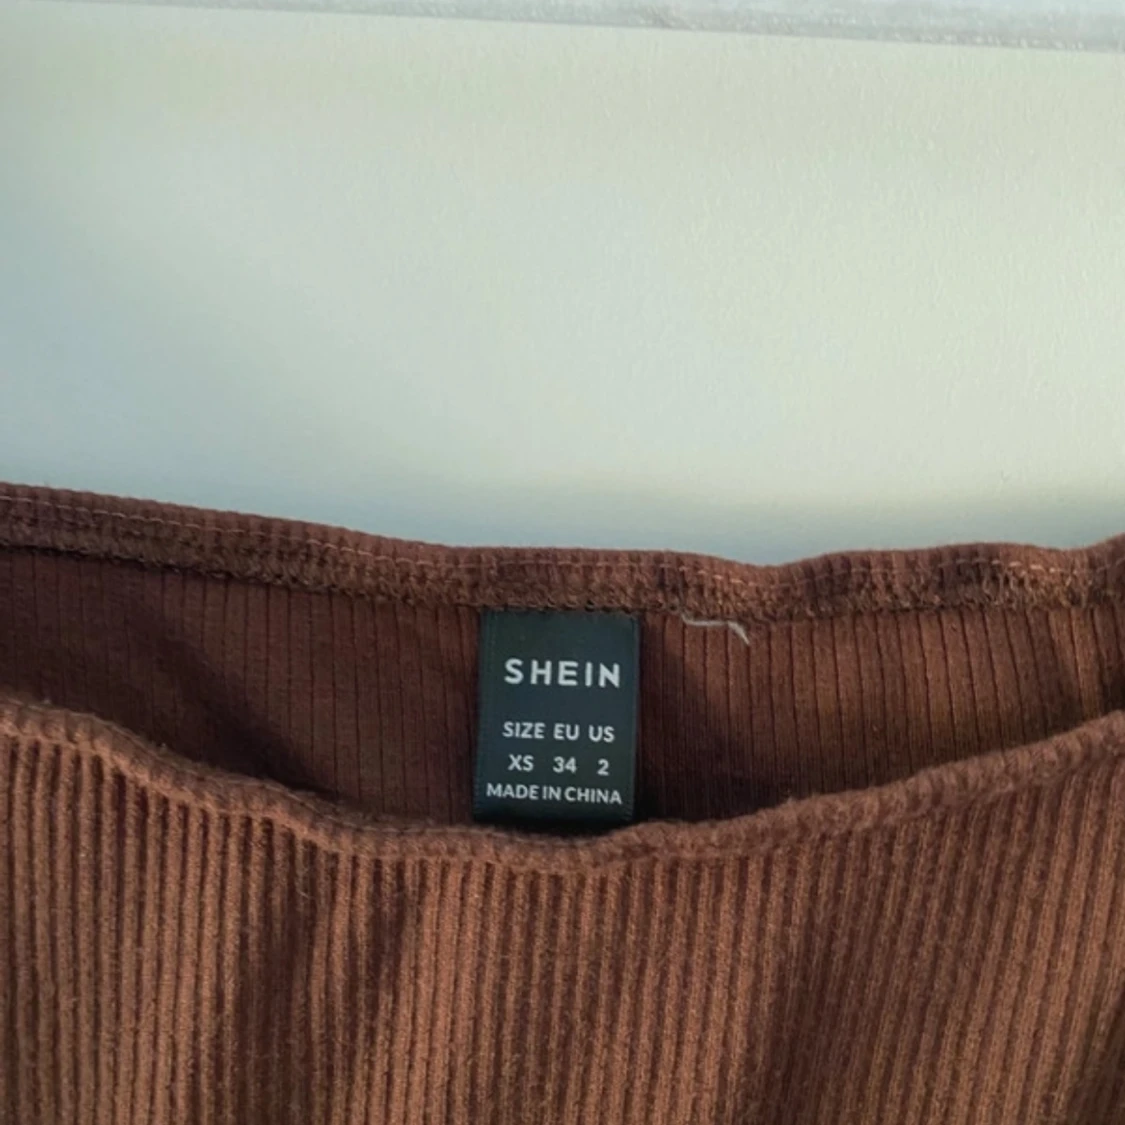 SHEIN
SIZE EU US
XS 34 2
MADE IN CHINA